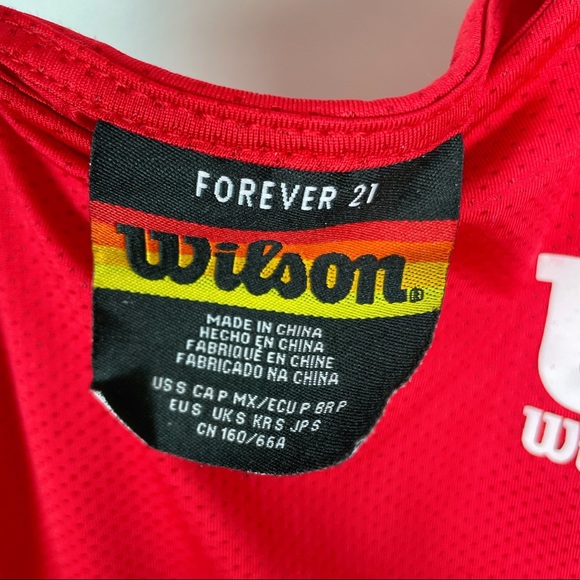 FOREVER 21
Wilson®
MADE IN CHINA
HECHO EN CHINA
FABRIQUÉ EN CHINE
FABRICADO NA CHINA
US S CA P MX/ECU P BR P
EU S UK S KR S JP S
CN 160/66A